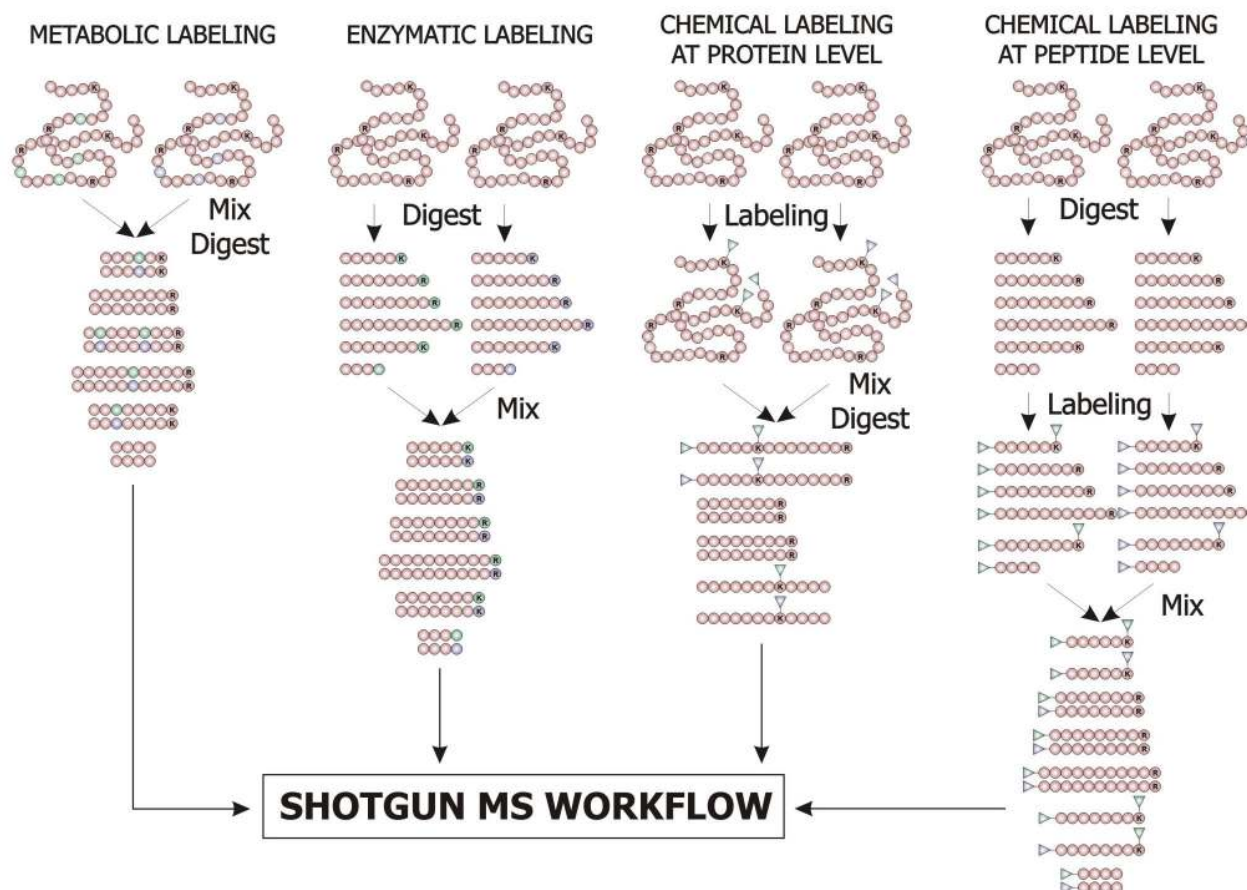 METABOLIC LABELING
ENZYMATIC LABELING
CHEMICAL LABELING
AT PROTEIN LEVEL
CHEMICAL LABELING
AT PEPTIDE LEVEL
Mix
Digest
Digest
Labeling
Digest
Mix
Mix
Digest
Labeling
Mix
SHOTGUN MS WORKFLOW